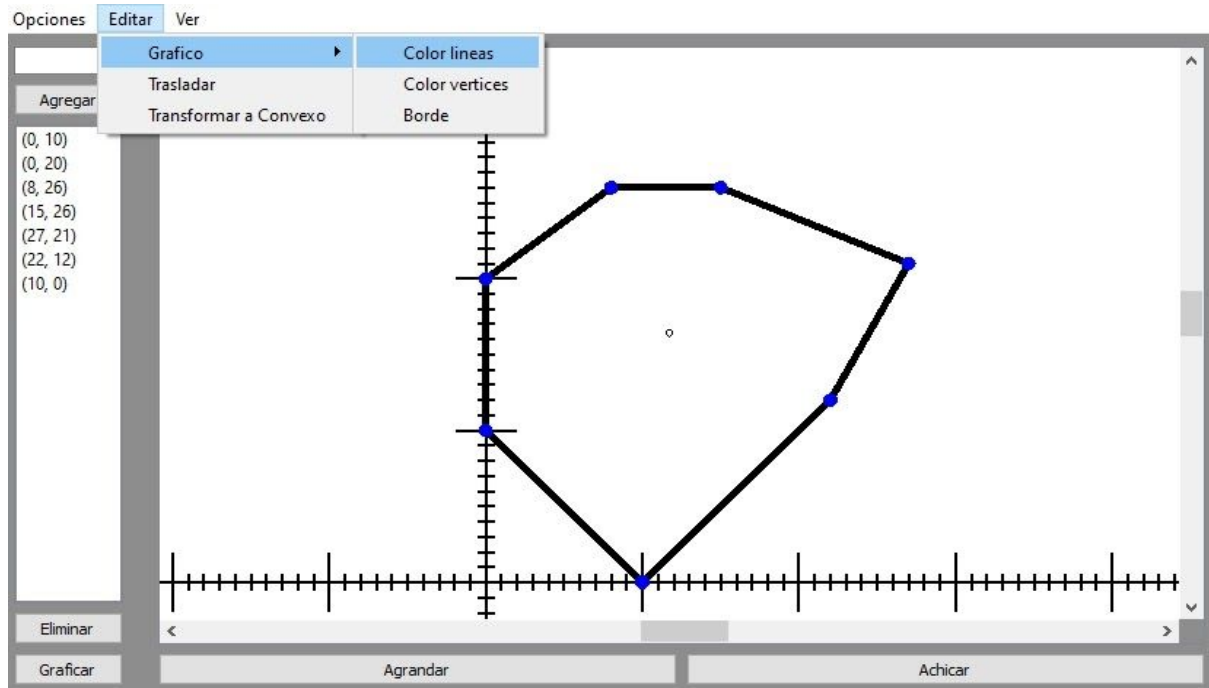 Opciones Editar Ver
Grafico Color lineas
Trasladar Color vertices
Transformar a Convexo Borde
Agregar
(0, 10)
(0, 20)
(8, 26)
(15, 26)
(27, 21)
(22, 12)
(10, 0)
Eliminar
Graficar Agrandar Achicar